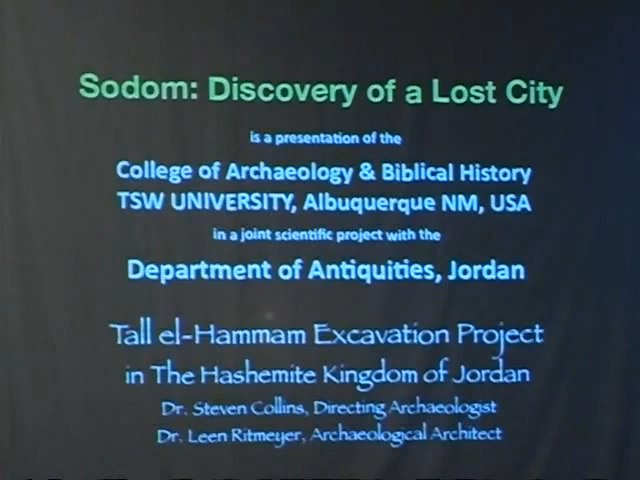 Sodom: Discovery of a Lost City
is a presentation of the
College of Archaeology & Biblical History
TSW UNIVERSITY, Albuquerque NM, USA
in a joint scientific project with the
Department of Antiquities, Jordan
Tall el-Hammam Excavation Project
in The Hashemite Kingdom of Jordan
Dr. Steven Collins, Directing Archaeologist
Dr. Leen Ritmeyer, Archaeological Architect